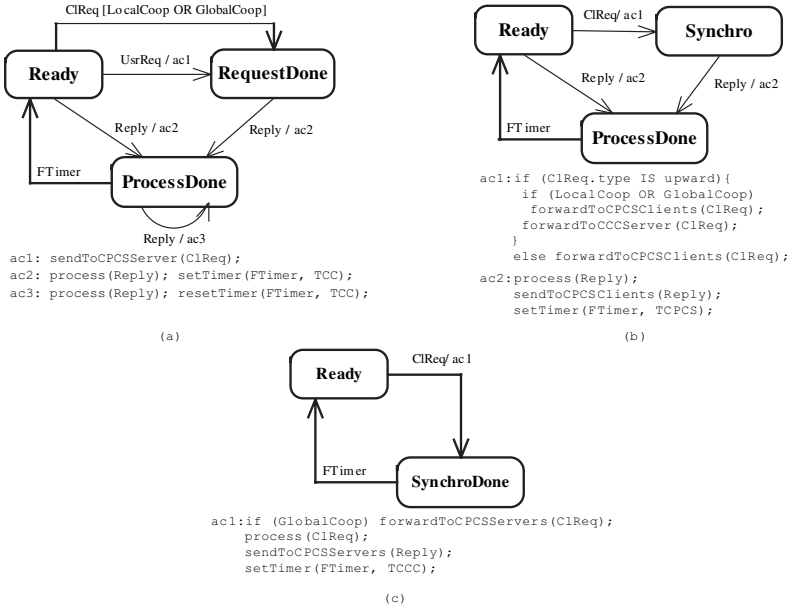 ClReq [LocalCoop OR GlobalCoop]
Ready
UsrReq / ac1
RequestDone
Reply / ac2
Reply / ac2
FTimer
ProcessDone
Reply / ac3
ac1: sendToCPCSServer(ClReq);
ac2: process(Reply); setTimer(FTimer, TCC);
ac3: process(Reply); resetTimer(FTimer, TCC);
(a)
Ready
ClReq/ ac1
Synchro
Reply / ac2
Reply / ac2
FTimer
ProcessDone
ac1:if (ClReq.type IS upward){
if (LocalCoop OR GlobalCoop)
forwardToCPCSClients(ClReq);
forwardToCCCServer(ClReq);
}
else forwardToCPCSClients(ClReq);
ac2:process(Reply);
sendToCPCSClients(Reply);
setTimer(FTimer, TCPCS);
(b)
Ready
ClReq/ ac1
FTimer
SynchroDone
ac1:if (GlobalCoop) forwardToCPCSServers(ClReq);
process(ClReq);
sendToCPCSServers(Reply);
setTimer(FTimer, TCCC);
(c)